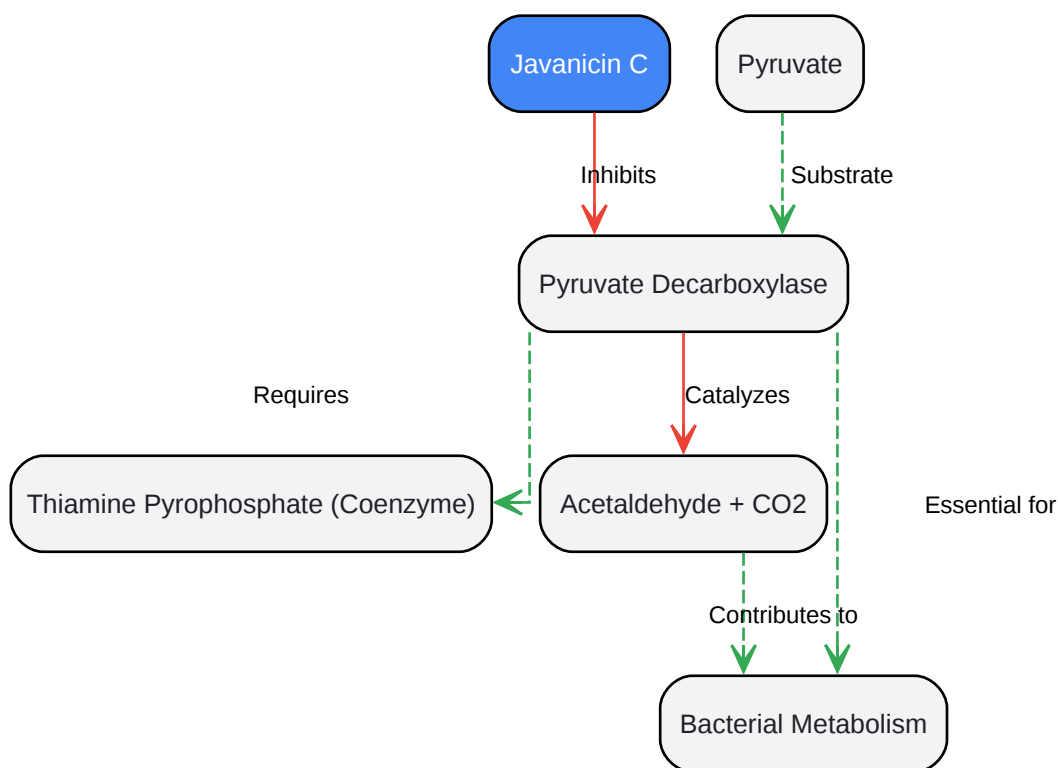 Javanicin C
Pyruvate
Inhibits
Substrate
Pyruvate Decarboxylase
Requires
Catalyzes
Thiamine Pyrophosphate (Coenzyme)
Acetaldehyde + CO2
Essential for
Contributes to
Bacterial Metabolism